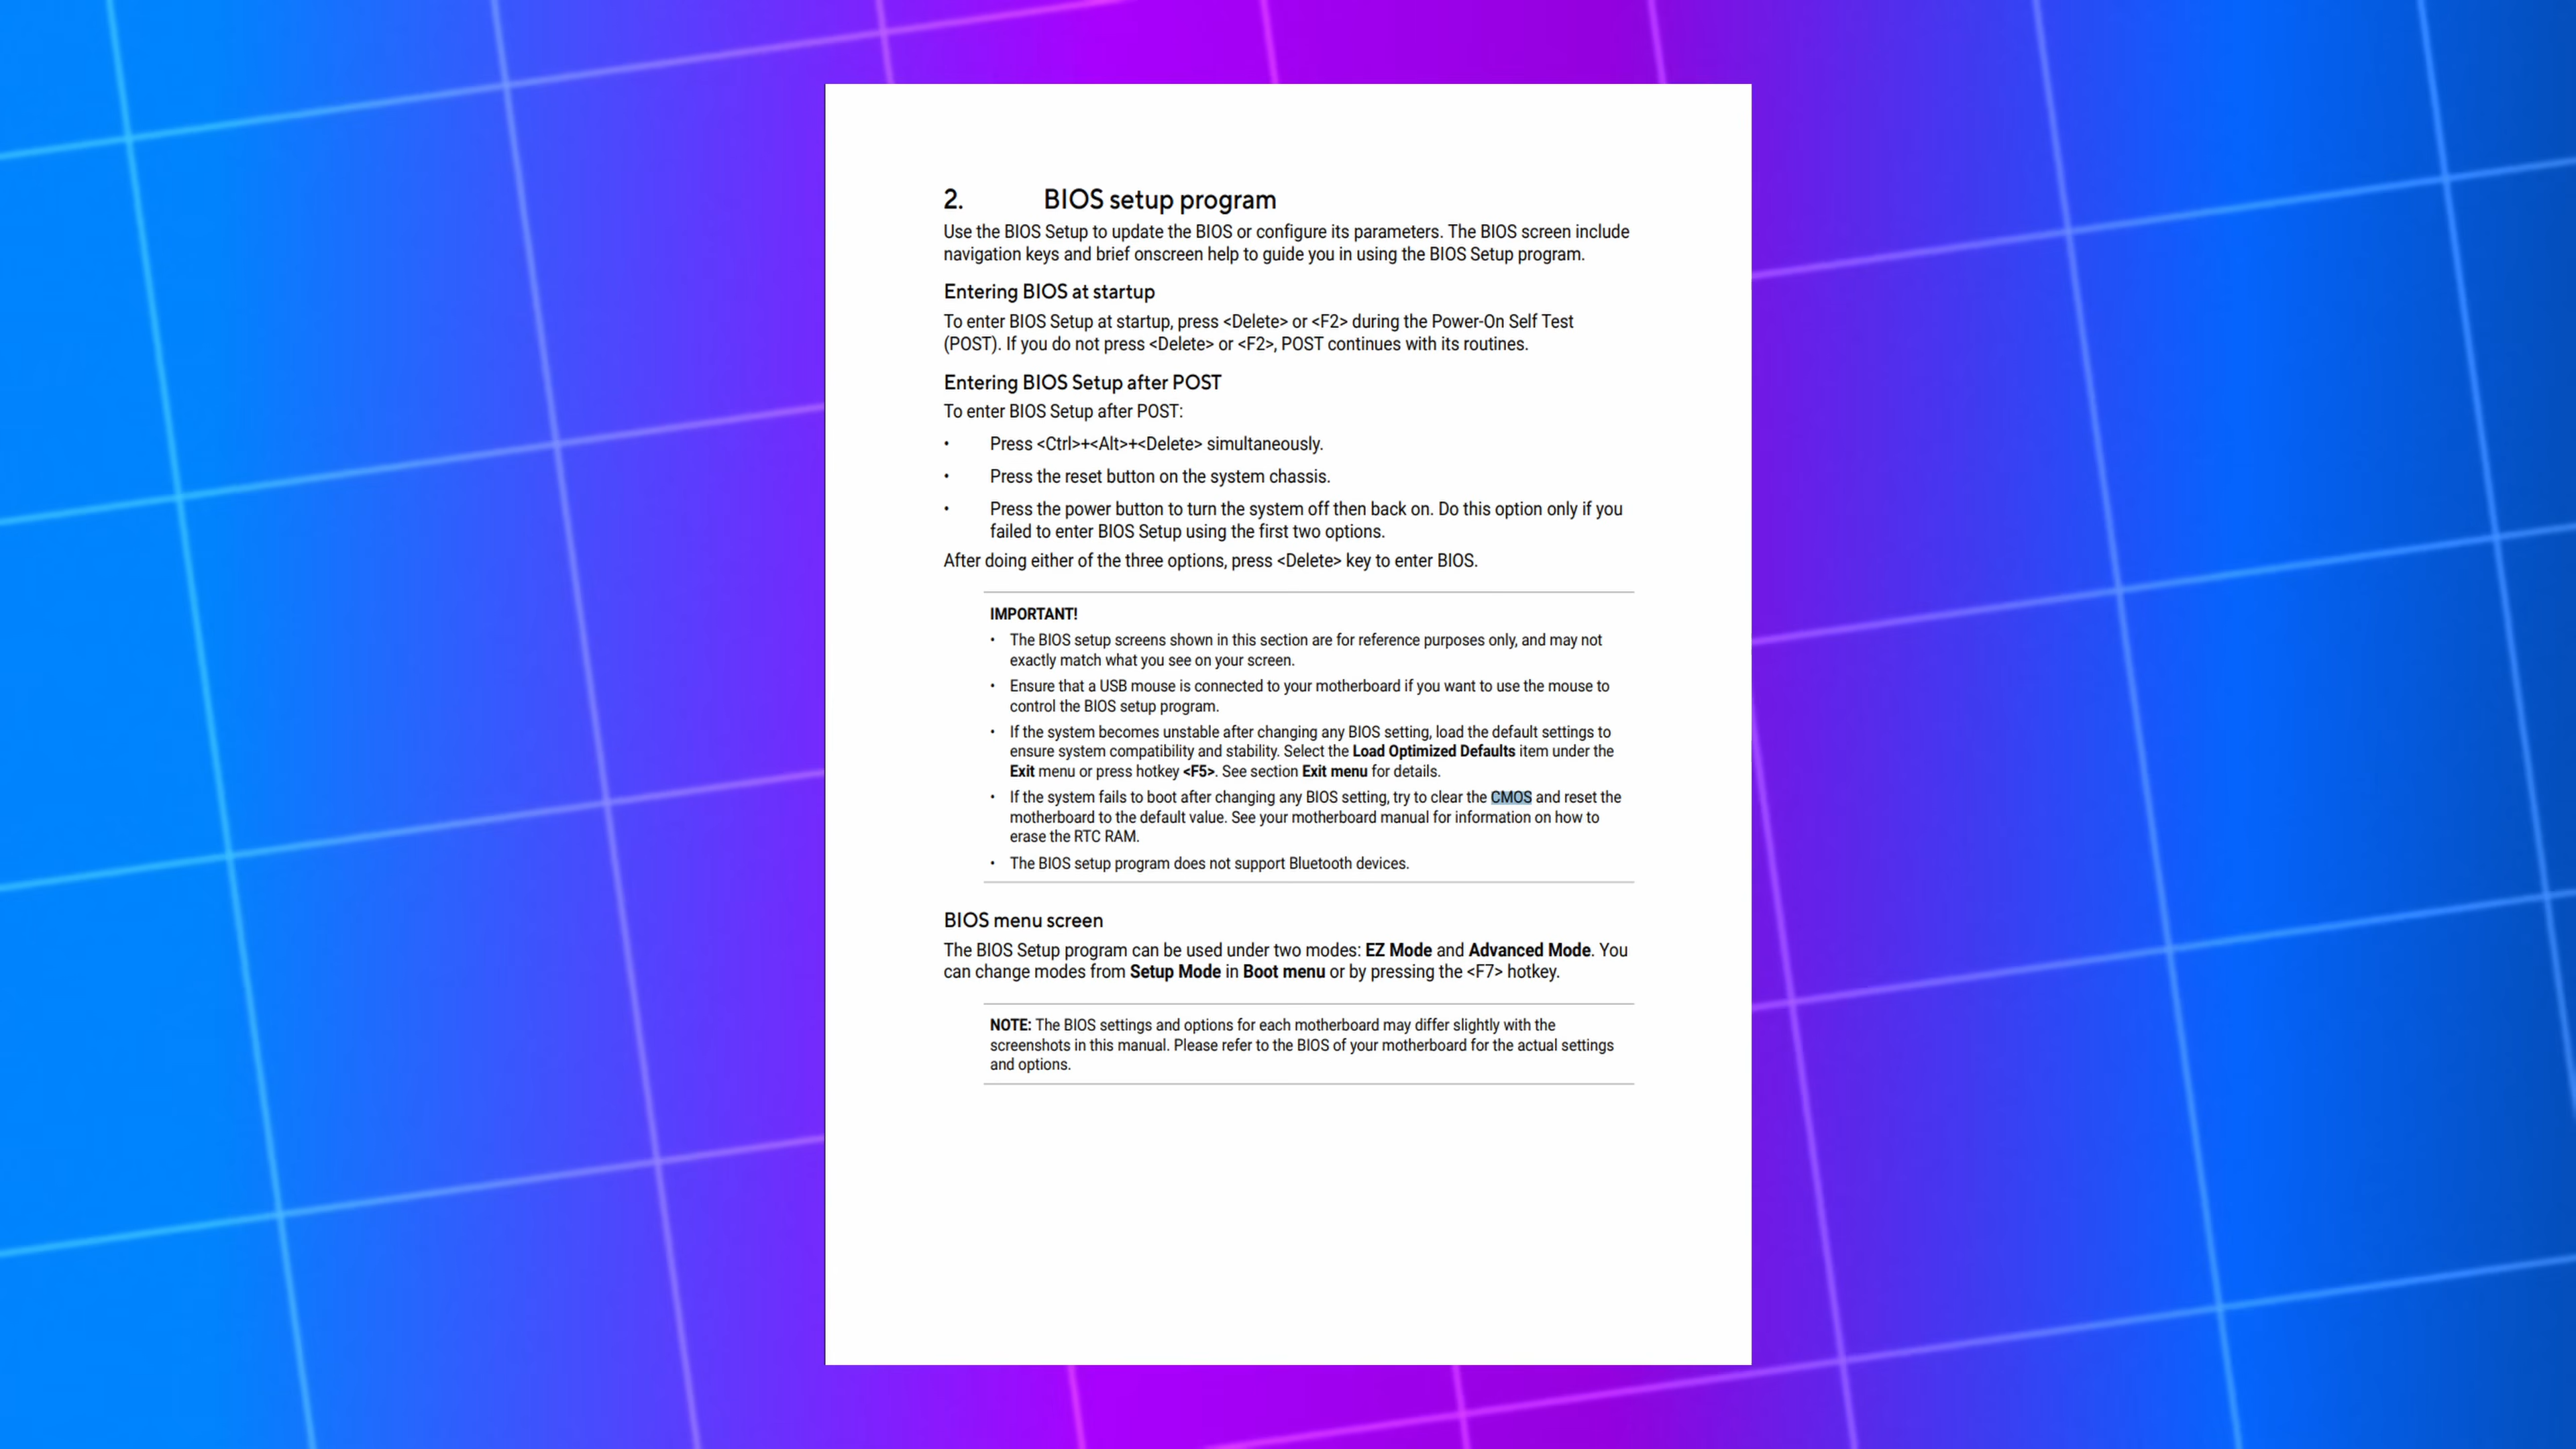 2. BIOS setup program
Use the BIOS Setup to update the BIOS or configure its parameters. The BIOS screen include
navigation keys and brief onscreen help to guide you in using the BIOS Setup program.
Entering BIOS at startup
To enter BIOS Setup at startup, press <Delete> or <F2> during the Power-On Self Test
(POST). If you do not press <Delete> or <F2>, POST continues with its routines.
Entering BIOS Setup after POST
To enter BIOS Setup after POST:
• Press <Ctrl>+<Alt>+<Delete> simultaneously.
• Press the reset button on the system chassis.
• Press the power button to turn the system off then back on. Do this option only if you
failed to enter BIOS Setup using the first two options.
After doing either of the three options, press <Delete> key to enter BIOS.
IMPORTANT!
• The BIOS setup screens shown in this section are for reference purposes only, and may not
exactly match what you see on your screen.
• Ensure that a USB mouse is connected to your motherboard if you want to use the mouse to
control the BIOS setup program.
• If the system becomes unstable after changing any BIOS setting, load the default settings to
ensure system compatibility and stability. Select the Load Optimized Defaults item under the
Exit menu or press hotkey <F5>. See section Exit menu for details.
• If the system fails to boot after changing any BIOS setting, try to clear the CMOS and reset the
motherboard to the default value. See your motherboard manual for information on how to
erase the RTC RAM.
• The BIOS setup program does not support Bluetooth devices.
BIOS menu screen
The BIOS Setup program can be used under two modes: EZ Mode and Advanced Mode. You
can change modes from Setup Mode in Boot menu or by pressing the <F7> hotkey.
NOTE: The BIOS settings and options for each motherboard may differ slightly with the
screenshots in this manual. Please refer to the BIOS of your motherboard for the actual settings
and options.